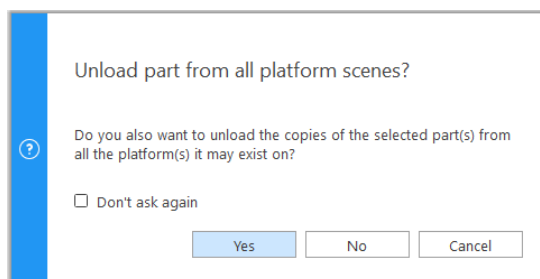 Unload part from all platform scenes?
Do you also want to unload the copies of the selected part(s) from
all the platform(s) it may exist on?
Don't ask again
Yes No Cancel